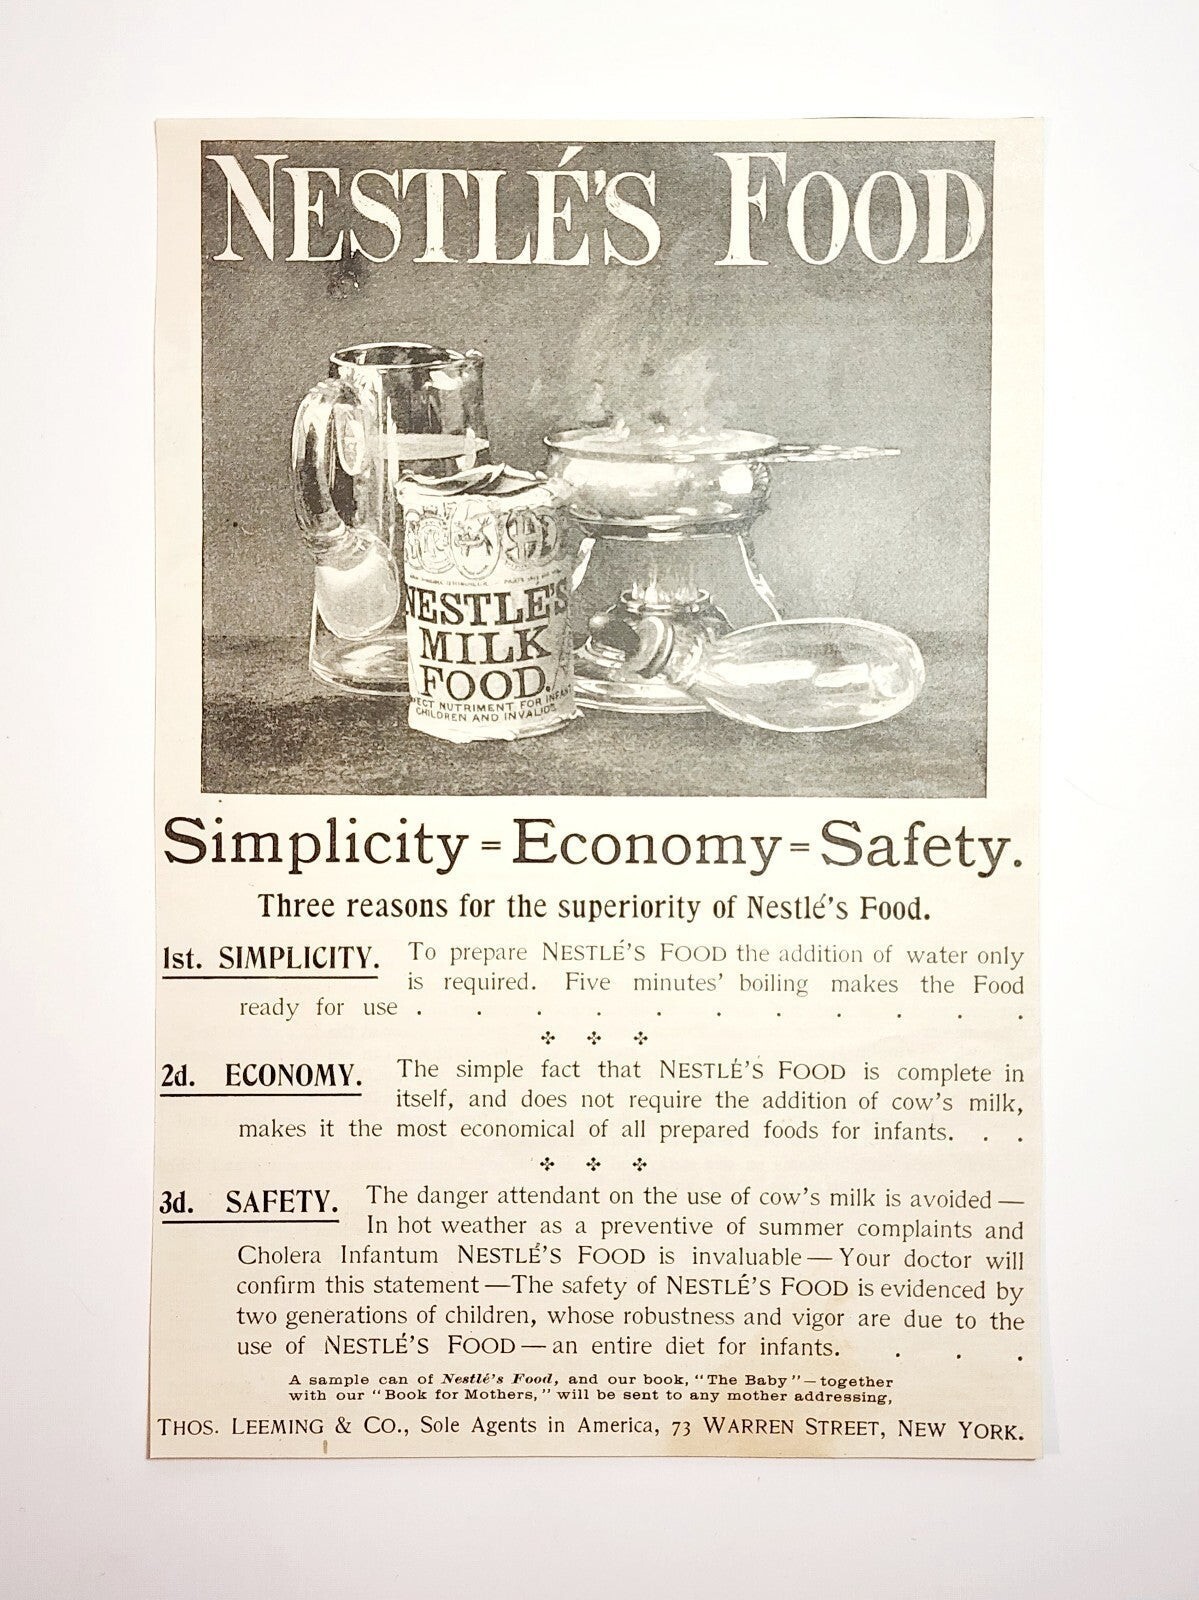 NESTLÉ'S FOOD
NESTLE'S
MILK
FOOD.
NUTRIMENT FOR INFANT
CHILDREN AND INVALIDS.
Simplicity = Economy = Safety.
Three reasons for the superiority of Nestlé's Food.
1st. SIMPLICITY. To prepare NESTLÉ'S FOOD the addition of water only
is required. Five minutes' boiling makes the Food
ready for use . . . . . . . . . . .
2d. ECONOMY. The simple fact that NESTLÉ'S FOOD is complete in
itself, and does not require the addition of cow's milk,
makes it the most economical of all prepared foods for infants. . .
3d. SAFETY. The danger attendant on the use of cow's milk is avoided —
In hot weather as a preventive of summer complaints and
Cholera Infantum NESTLÉ'S FOOD is invaluable — Your doctor will
confirm this statement — The safety of NESTLÉ'S FOOD is evidenced by
two generations of children, whose robustness and vigor are due to the
use of NESTLÉ'S FOOD — an entire diet for infants. . . .
A sample can of Nestlé's Food, and our book, "The Baby" — together
with our "Book for Mothers," will be sent to any mother addressing,
THOS. LEEMING & CO., Sole Agents in America, 73 WARREN STREET, NEW YORK.